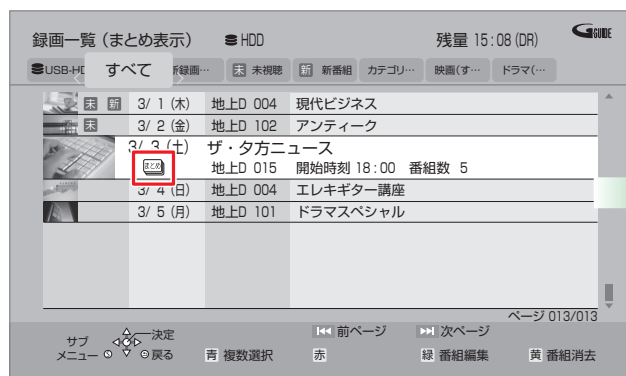 録画一覧（まとめ表示） HDD 残量 15:08 (DR) GGUIDE
USB-H すべて 新録画… 未 未視聴 新 新番組 カテゴリ… 映画(す… ドラマ(…
未 新 3/ 1 (木) 地上D 004 現代ビジネス
未 3/ 2 (金) 地上D 102 アンティーク
3/ 3 (土) ザ・夕方ニュース
まとめ 地上D 015 開始時刻 18:00 番組数 5
3/ 4 (日) 地上D 004 エレキギター講座
3/ 5 (月) 地上D 101 ドラマスペシャル
ページ 013/013
サブメニュー 決定 戻る 前ページ 次ページ
青 複数選択 赤 緑 番組編集 黄 番組消去